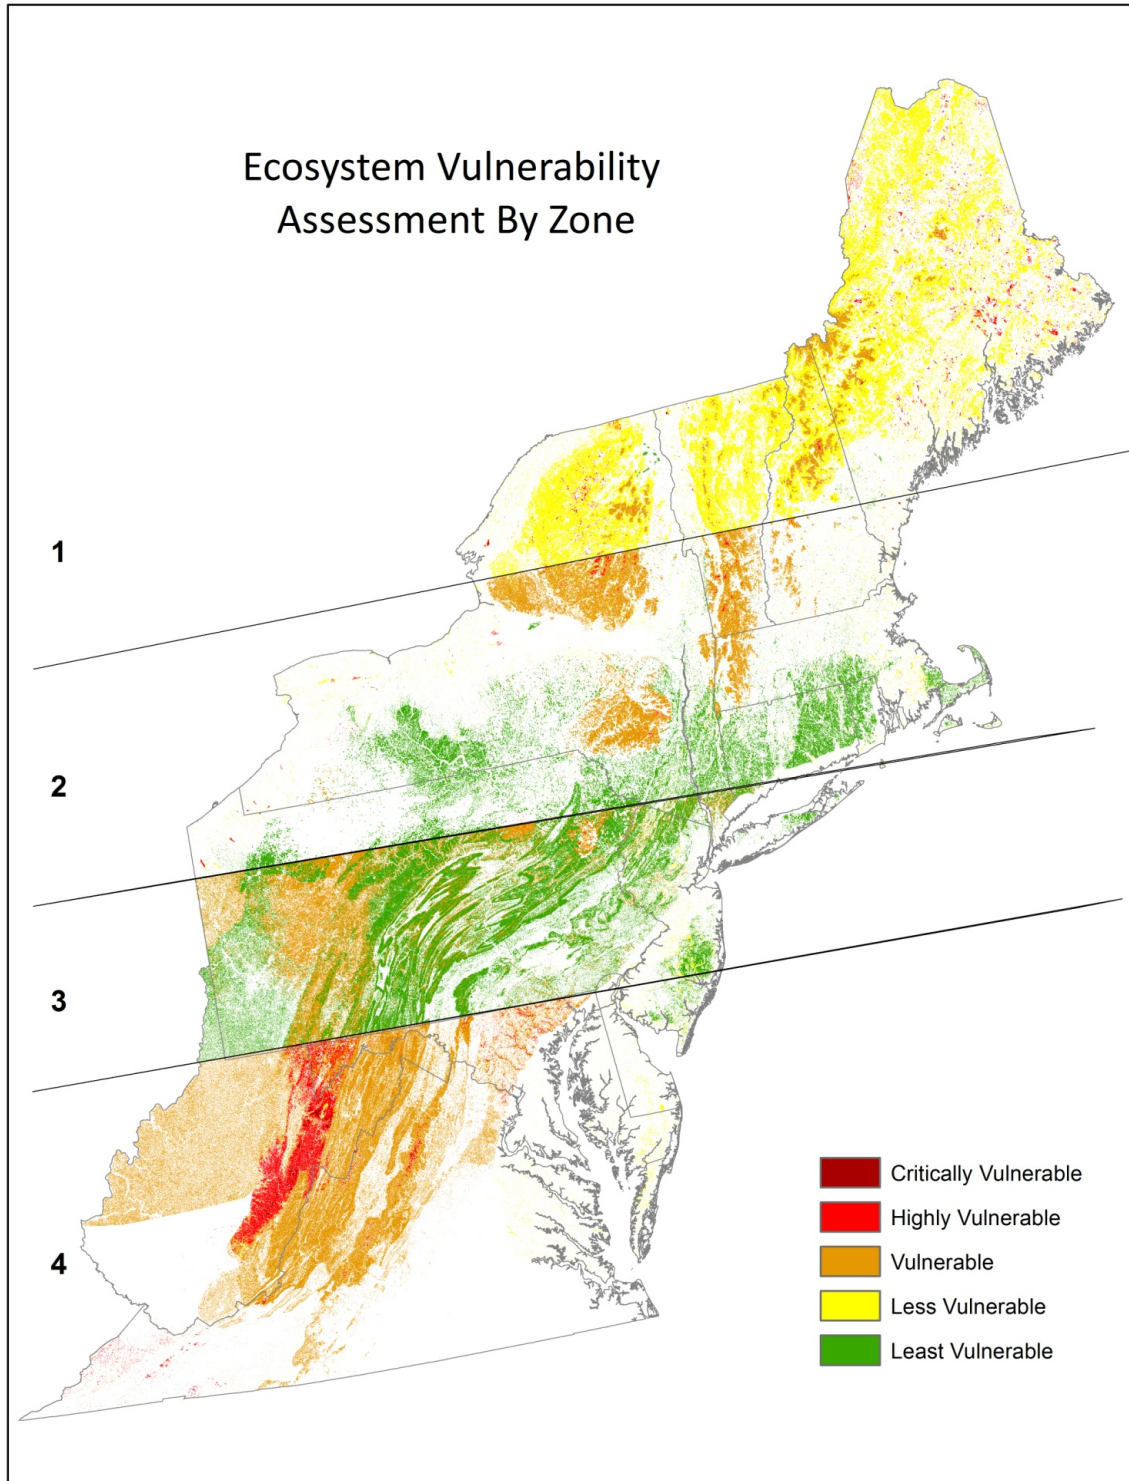 Ecosystem Vulnerability
Assessment By Zone
1
2
3
4
Critically Vulnerable
Highly Vulnerable
Vulnerable
Less Vulnerable
Least Vulnerable